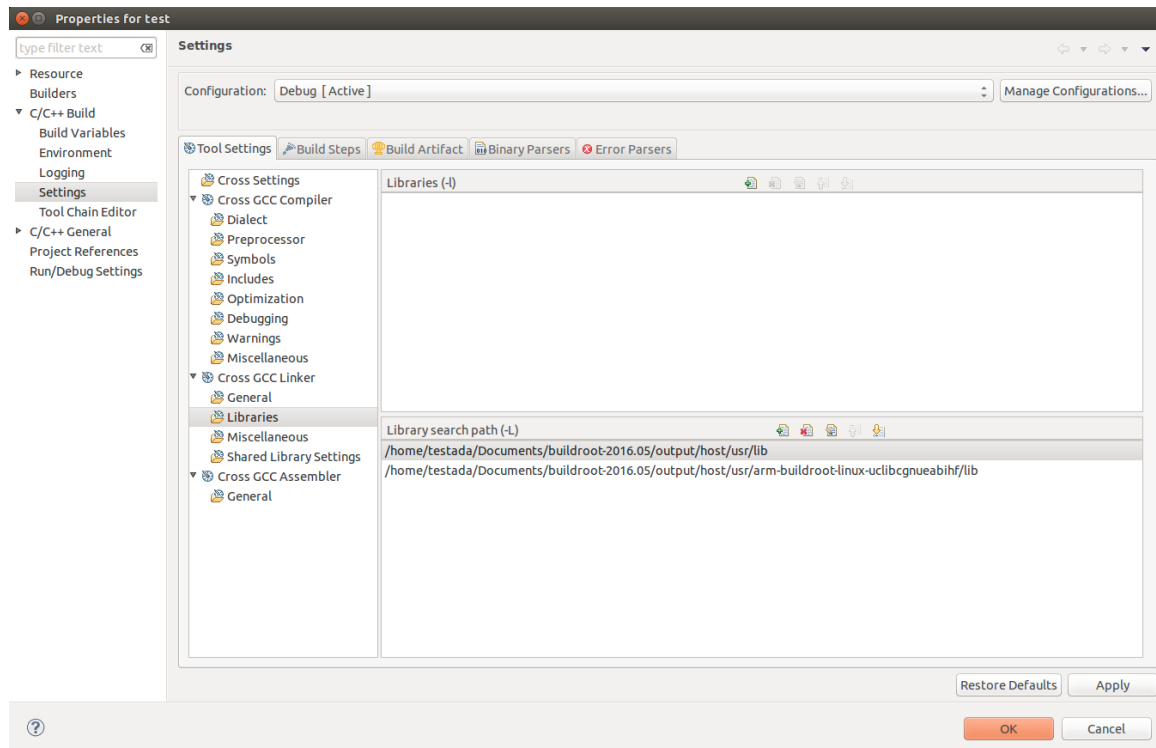 Properties for test
type filter text
Resource
Builders
C/C++ Build
Build Variables
Environment
Logging
Settings
Tool Chain Editor
C/C++ General
Project References
Run/Debug Settings
Settings
Configuration: Debug [ Active ]
Manage Configurations...
Tool Settings Build Steps Build Artifact Binary Parsers Error Parsers
Cross Settings
Cross GCC Compiler
Dialect
Preprocessor
Symbols
Includes
Optimization
Debugging
Warnings
Miscellaneous
Cross GCC Linker
General
Libraries
Miscellaneous
Shared Library Settings
Cross GCC Assembler
General
Libraries (-l)
Library search path (-L)
/home/testada/Documents/buildroot-2016.05/output/host/usr/lib
/home/testada/Documents/buildroot-2016.05/output/host/usr/arm-buildroot-linux-uclibcgnueabihf/lib
Restore Defaults Apply
OK Cancel